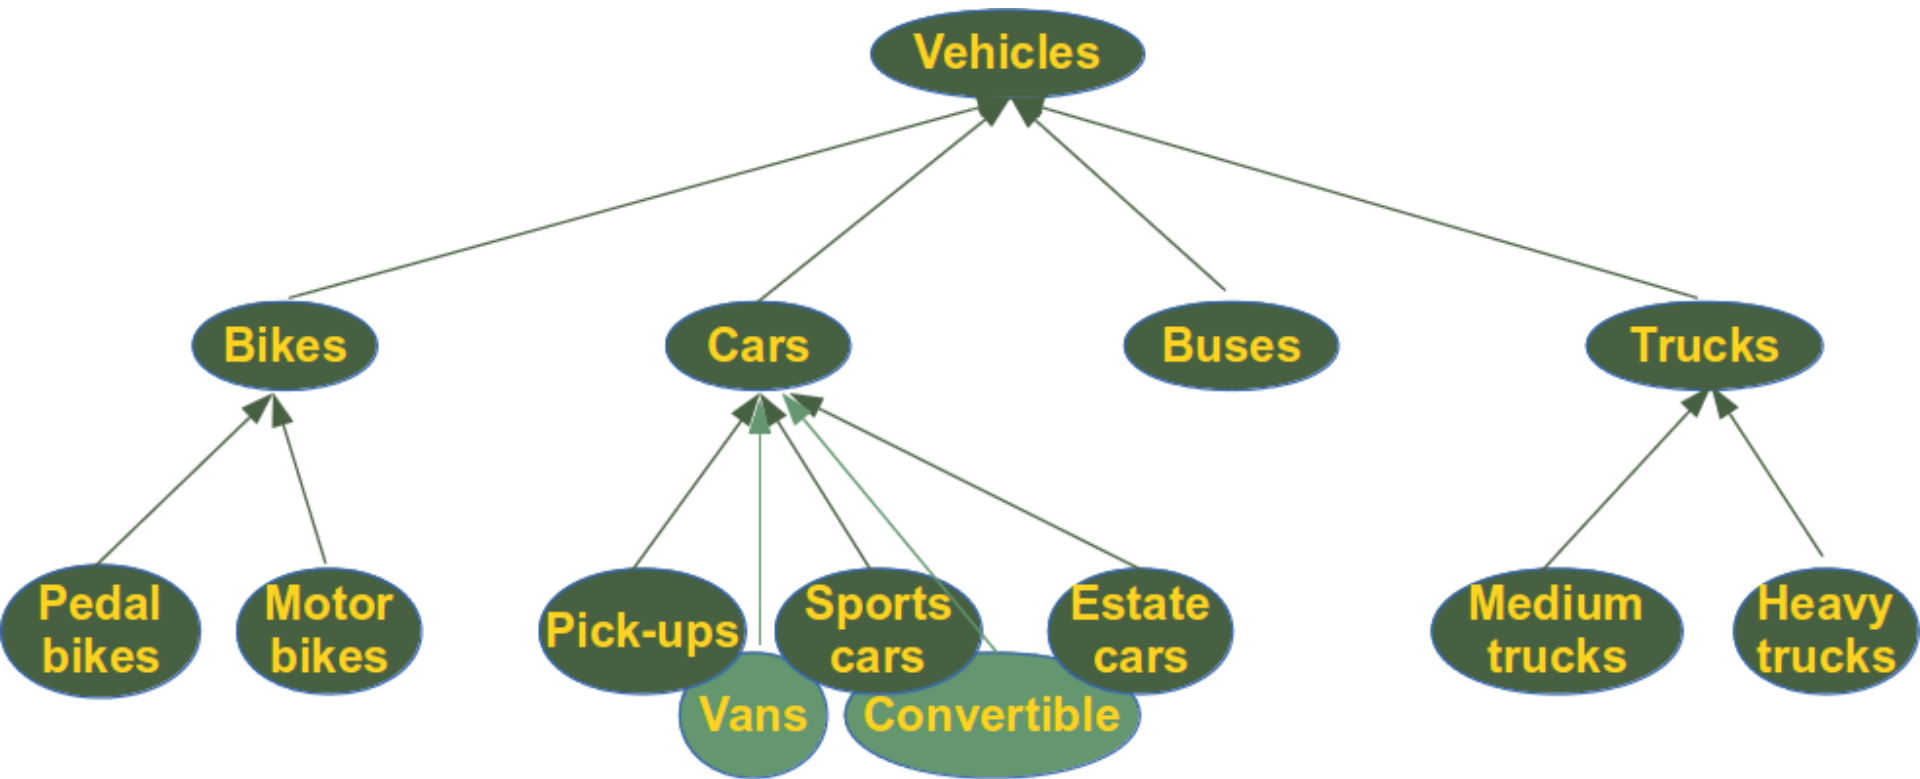 Vehicles
Bikes
Cars
Buses
Trucks
Pedal
bikes
Motor
bikes
Pick-ups
Sports
cars
Estate
cars
Medium
trucks
Heavy
trucks
Vans
Convertible